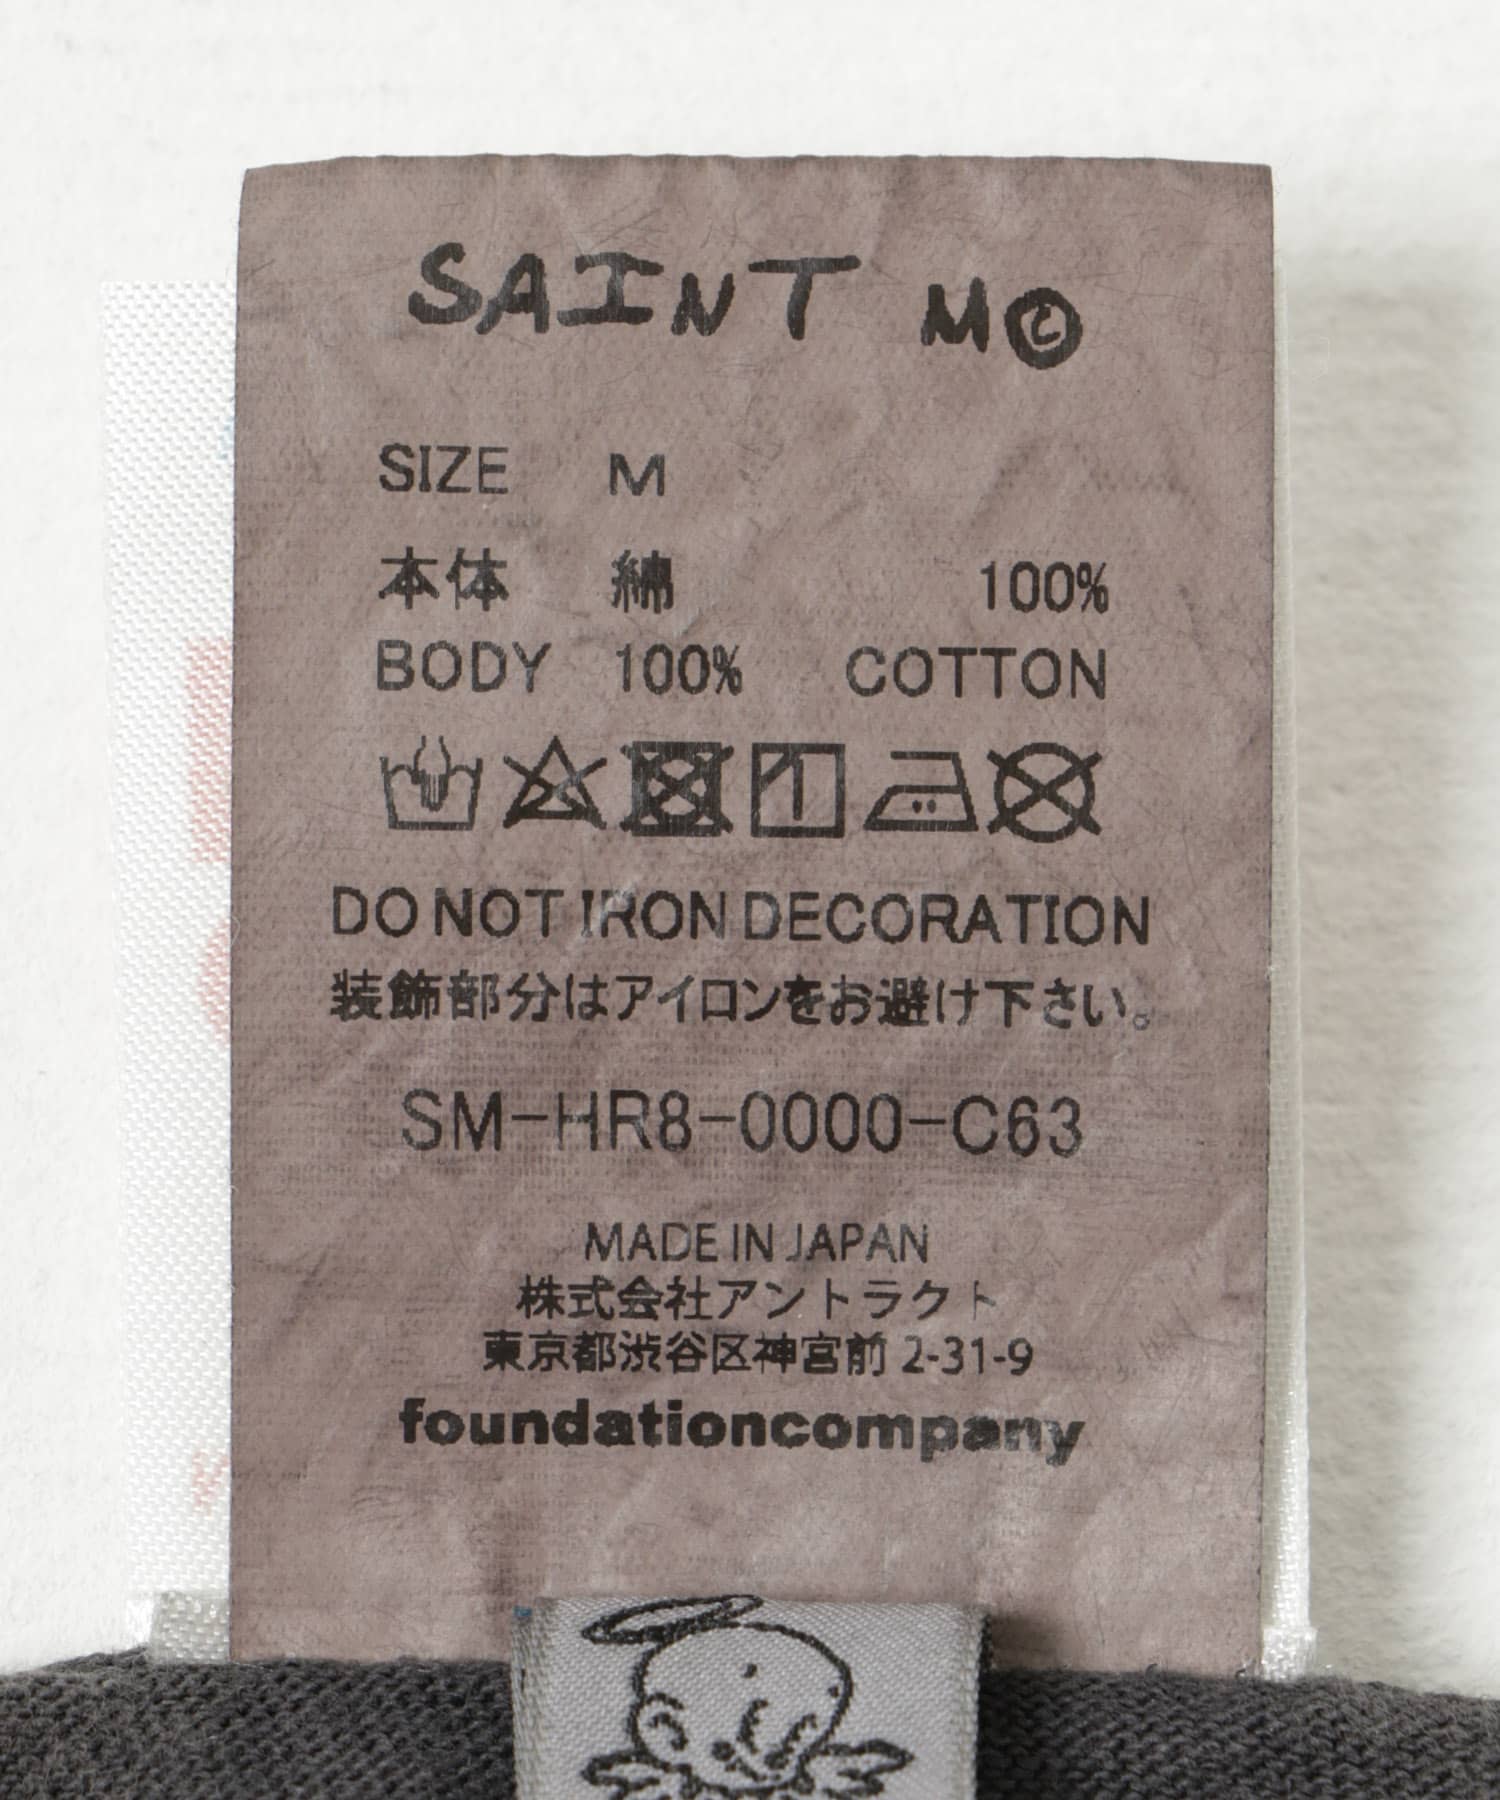 SAINT M©
SIZE M
本体 綿 100%
BODY 100% COTTON
DO NOT IRON DECORATION
装飾部分はアイロンをお避け下さい。
SM-HR8-0000-C63
MADE IN JAPAN
株式会社アントラクト
東京都渋谷区神宮前 2-31-9
foundationcompany